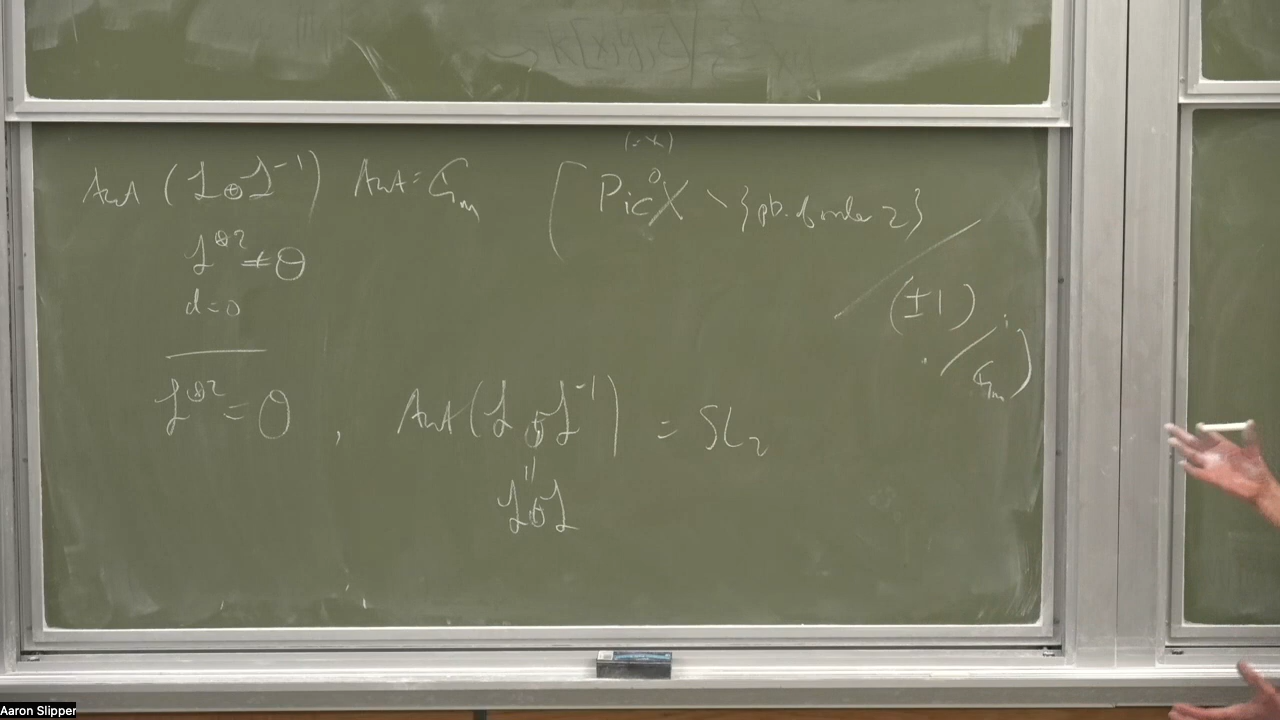 k[x,y,z]
xy
Aut (ℒ⊕ℒ⁻¹) Aut = 𝔾ₘ
ℒ^{⊗2} ≠ 𝒪
d=0
ℒ^{⊗2} = 𝒪 , Aut(ℒ⊕ℒ⁻¹) = SL₂
||
ℒ⊕ℒ
(=X)
( Pic⁰X \ {pts. of order 2} /
(±1)
/ 𝔾ₘ )
Aaron Slipper